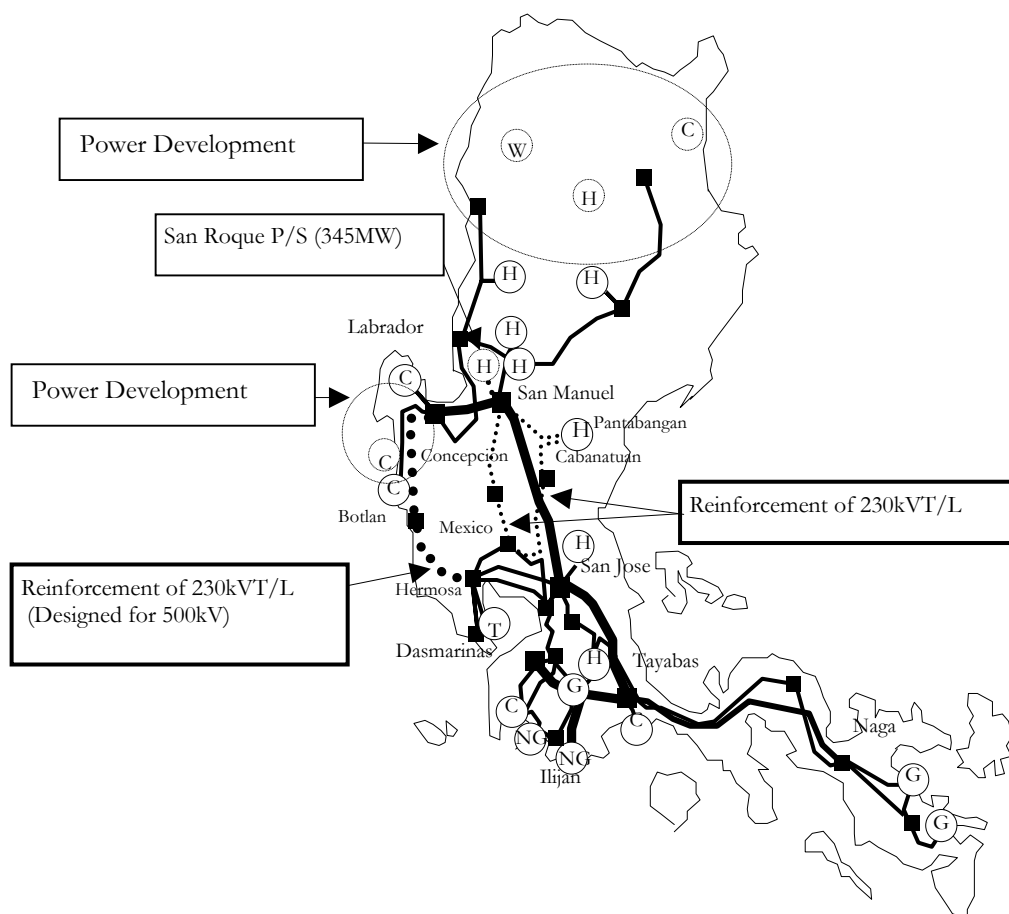 C
Power Development
W
H
San Roque P/S (345MW)
H
H
Labrador
H
H
H
Power Development
C
San Manuel
Pantabangan
H
Concepcion
Cabanatuan
C
C
Botlan
Mexico
Reinforcement of 230kVT/L
H
San Jose
Reinforcement of 230kVT/L
(Designed for 500kV)
Hermosa
T
Dasmarinas
H
Tayabas
G
C
C
NG
NG
Ilijan
Naga
G
G